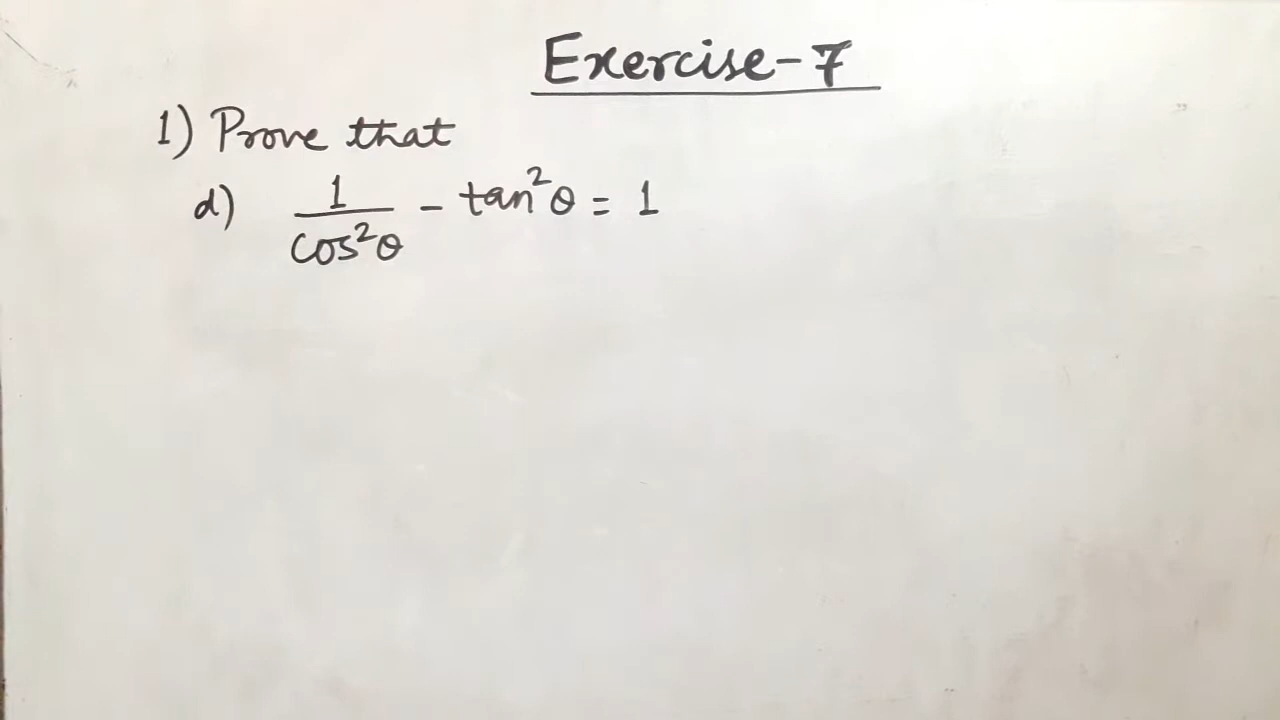 Exercise-7
1) Prove that
d) 1/cos²θ - tan²θ = 1